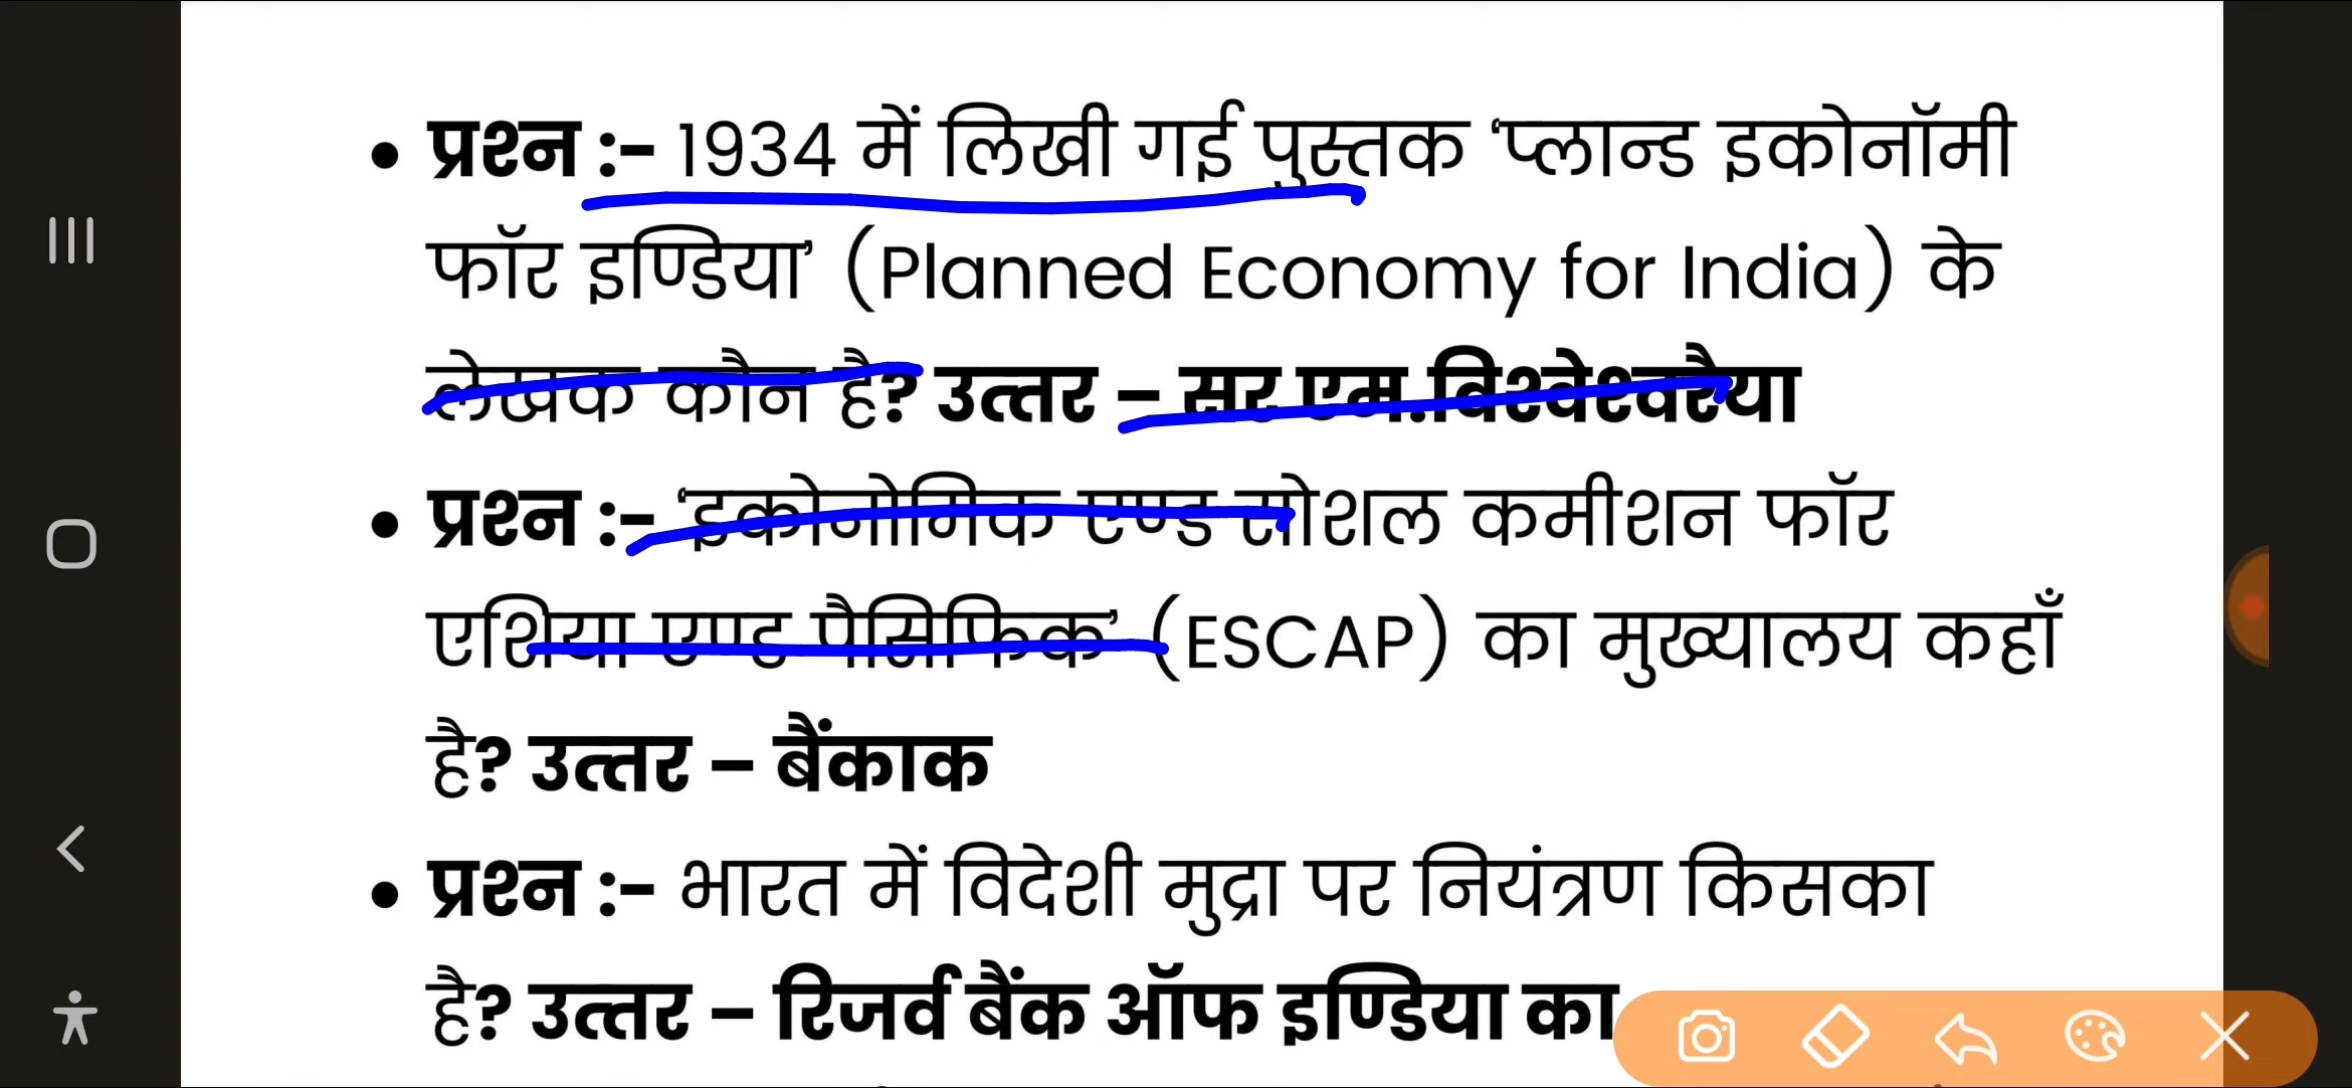 • प्रश्न :- 1934 में लिखी गई पुस्तक ‘प्लान्ड इकोनॉमी
फॉर इण्डिया’ (Planned Economy for India) के
लेखक कौन है? उत्तर – सर एम.विश्वेश्वरैया
• प्रश्न :- ‘इकोनोमिक एण्ड सोशल कमीशन फॉर
एशिया एण्ड पैसिफिक’ (ESCAP) का मुख्यालय कहाँ
है? उत्तर – बैंकाक
• प्रश्न :- भारत में विदेशी मुद्रा पर नियंत्रण किसका
है? उत्तर – रिजर्व बैंक ऑफ इण्डिया का